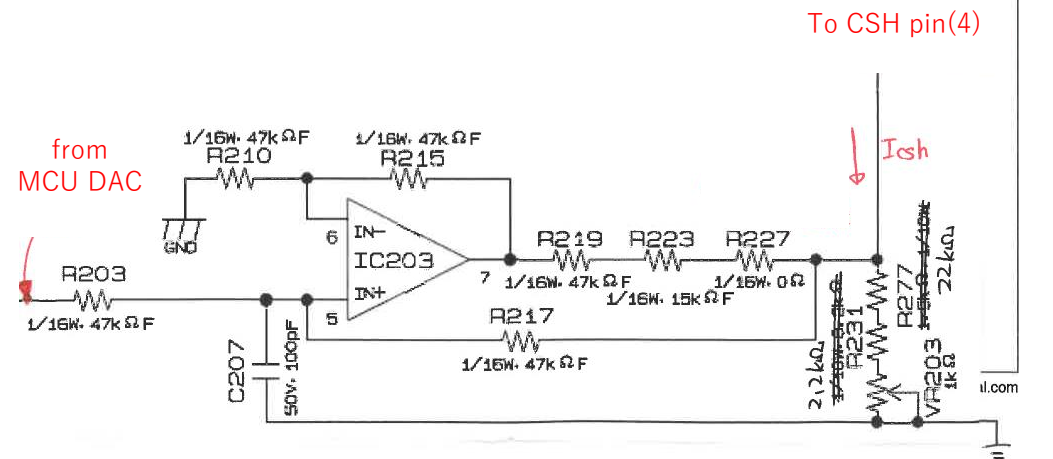 To CSH pin(4)
from
MCU DAC
1/16W. 47kΩF
R210
1/16W. 47kΩF
R215
Icsh
GND
6
IN-
IC203
7
IN+
5
R203
1/16W. 47kΩF
R219
1/16W. 47kΩF
R223
1/16W. 15kΩF
R227
1/16W. 0Ω
R217
1/16W. 47kΩF
C207
50V. 100pF
2.2kΩ
R231
R277
22kΩ
VR203
1kΩ
al.com